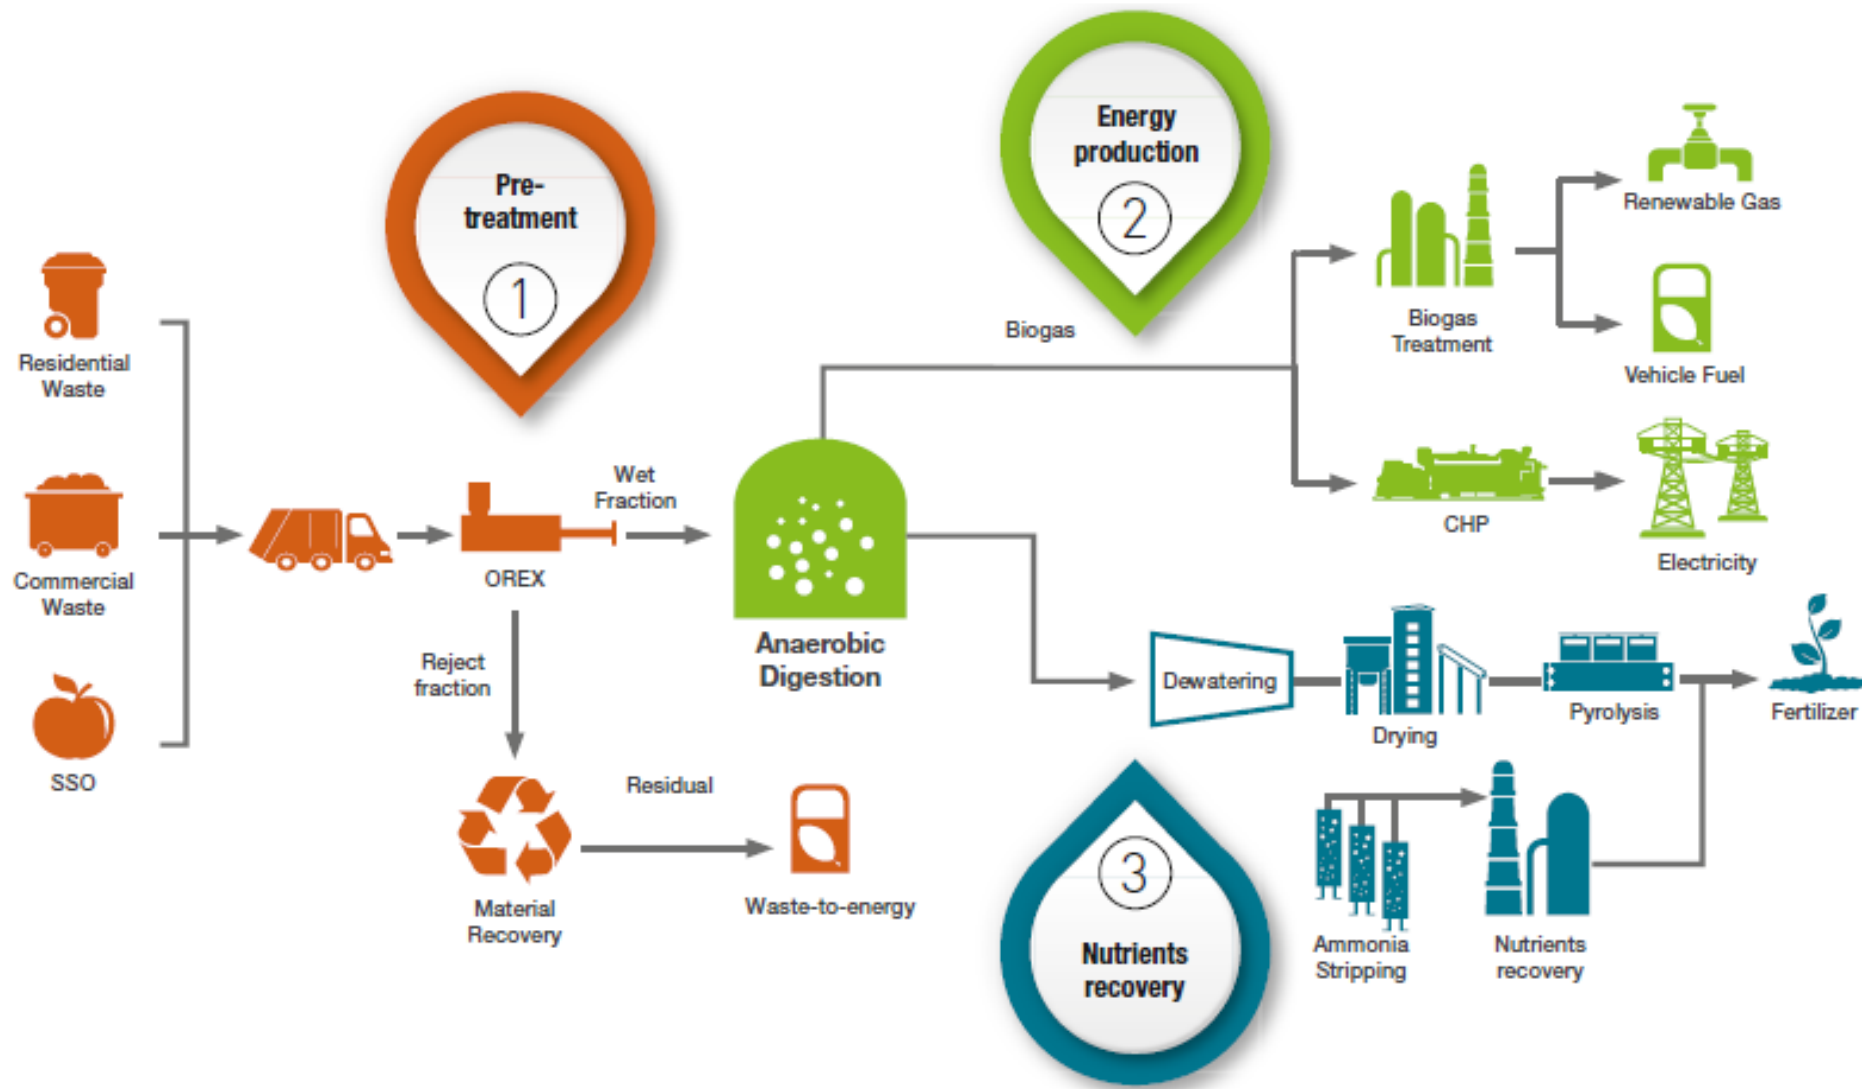 Pre-
treatment
1
Energy
production
2
Renewable Gas
Biogas
Biogas
Treatment
Vehicle Fuel
Residential
Waste
Wet
Fraction
CHP
Electricity
Commercial
Waste
OREX
Anaerobic
Digestion
Reject
fraction
Dewatering
Drying
Pyrolysis
Fertilizer
SSO
Residual
Material
Recovery
Waste-to-energy
3
Nutrients
recovery
Ammonia
Stripping
Nutrients
recovery